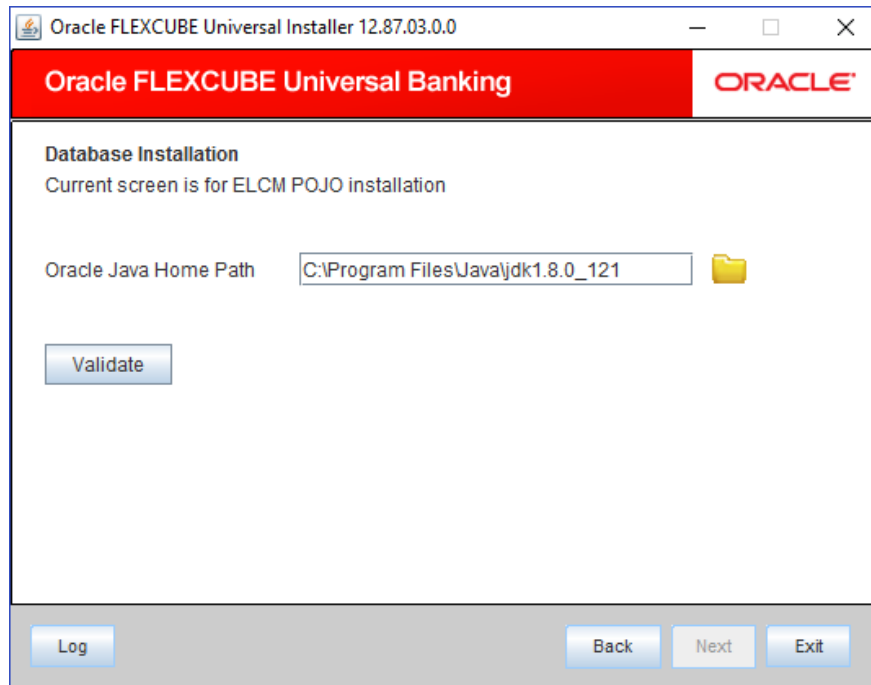 Oracle FLEXCUBE Universal Installer 12.87.03.0.0
Oracle FLEXCUBE Universal Banking
ORACLE
Database Installation
Current screen is for ELCM POJO installation
Oracle Java Home Path C:\Program Files\Java\jdk1.8.0_121
Validate
Log Back Next Exit